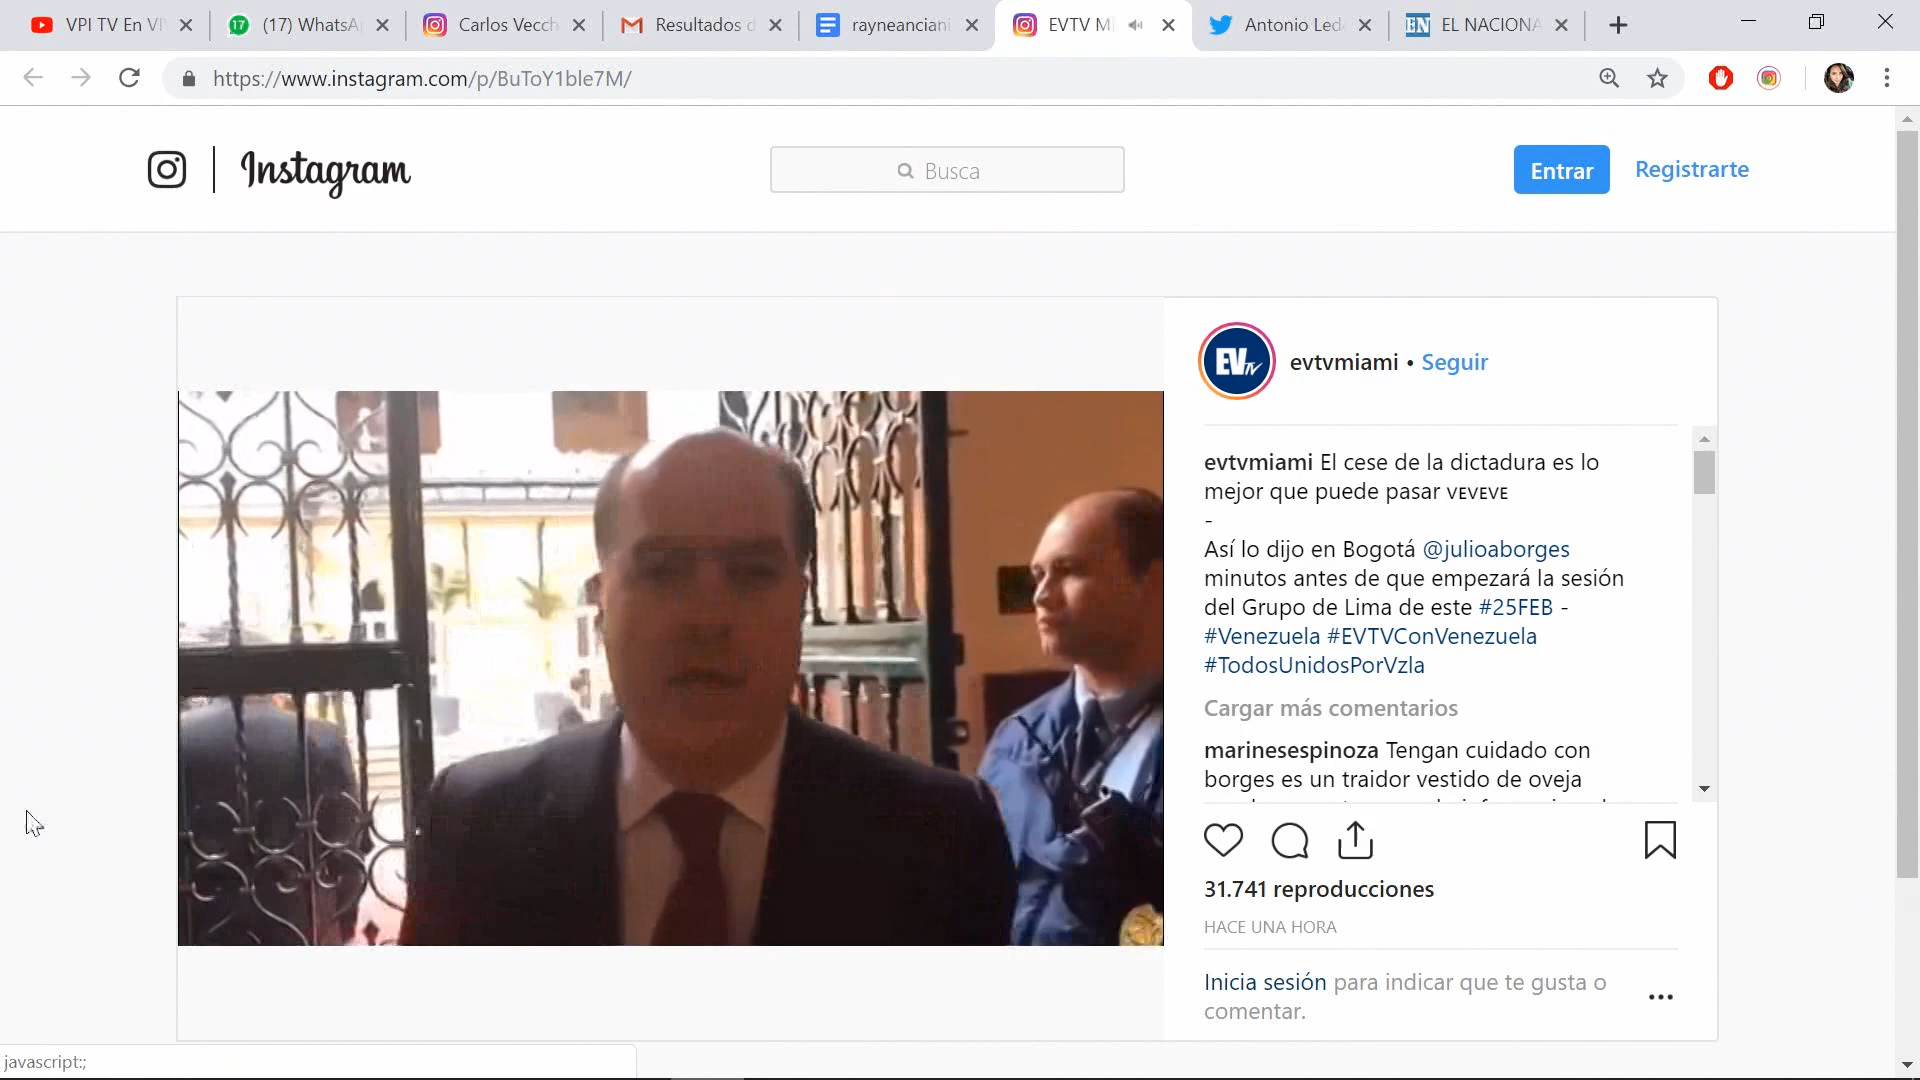 VPI TV En VI
(17) WhatsA
Carlos Vecch
Resultados d
rayneanciani
EVTV M
Antonio Led
EN EL NACIONA
https://www.instagram.com/p/BuToY1ble7M/
Instagram
Busca
Entrar
Registrarte
EVTV
evtvmiami • Seguir
evtvmiami El cese de la dictadura es lo
mejor que puede pasar VEVEVE
-
Así lo dijo en Bogotá @julioaborges
minutos antes de que empezará la sesión
del Grupo de Lima de este #25FEB -
#Venezuela #EVTVConVenezuela
#TodosUnidosPorVzla
Cargar más comentarios
marinesespinoza Tengan cuidado con
borges es un traidor vestido de oveja
31.741 reproducciones
HACE UNA HORA
Inicia sesión para indicar que te gusta o
comentar.
javascript:;